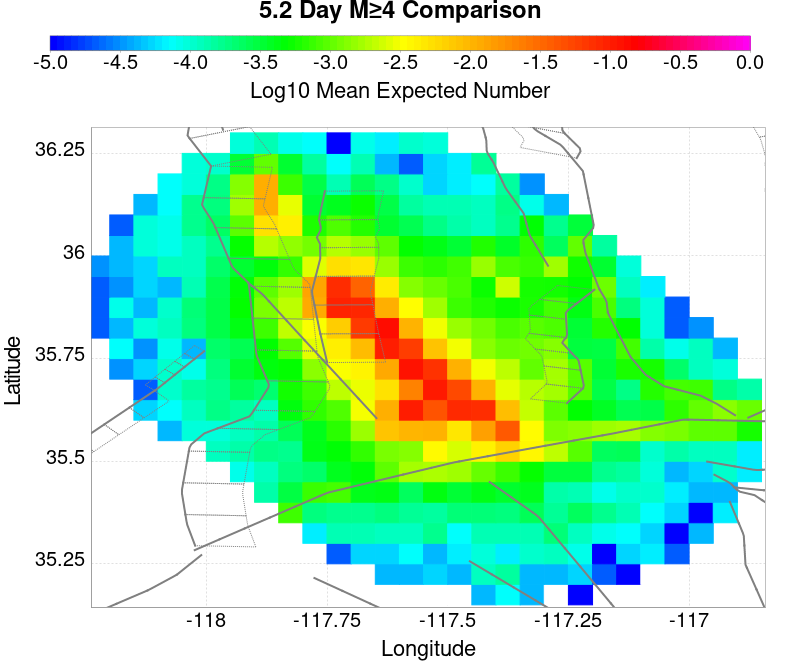 5.2 Day M≥4 Comparison
-5.0 -4.5 -4.0 -3.5 -3.0 -2.5 -2.0 -1.5 -1.0 -0.5 0.0
Log10 Mean Expected Number
36.25
36
35.75
35.5
35.25
Latitude
-118 -117.75 -117.5 -117.25 -117
Longitude